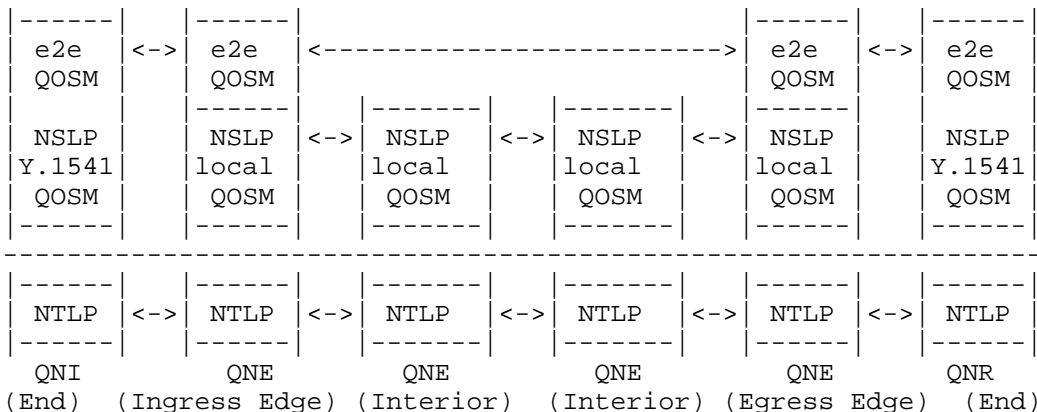 |------|   |------|                           |------|   |------|
| e2e  |<->| e2e  |<------------------------->| e2e  |<->| e2e  |
| QOSM |   | QOSM |                           | QOSM |   | QOSM |
|      |   |------|   |-------|   |-------|   |------|   |      |
| NSLP |   | NSLP |<->| NSLP  |<->| NSLP  |<->| NSLP |   | NSLP |
|Y.1541|   |local |   |local  |   |local  |   |local |   |Y.1541|
| QOSM |   | QOSM |   | QOSM  |   | QOSM  |   | QOSM |   | QOSM |
|------|   |------|   |-------|   |-------|   |------|   |------|
-----------------------------------------------------------------
|------|   |------|   |-------|   |-------|   |------|   |------|
| NTLP |<->| NTLP |<->| NTLP  |<->| NTLP  |<->| NTLP |<->| NTLP |
|------|   |------|   |-------|   |-------|   |------|   |------|
  QNI         QNE        QNE         QNE         QNE       QNR
(End)  (Ingress Edge) (Interior)  (Interior) (Egress Edge)  (End)